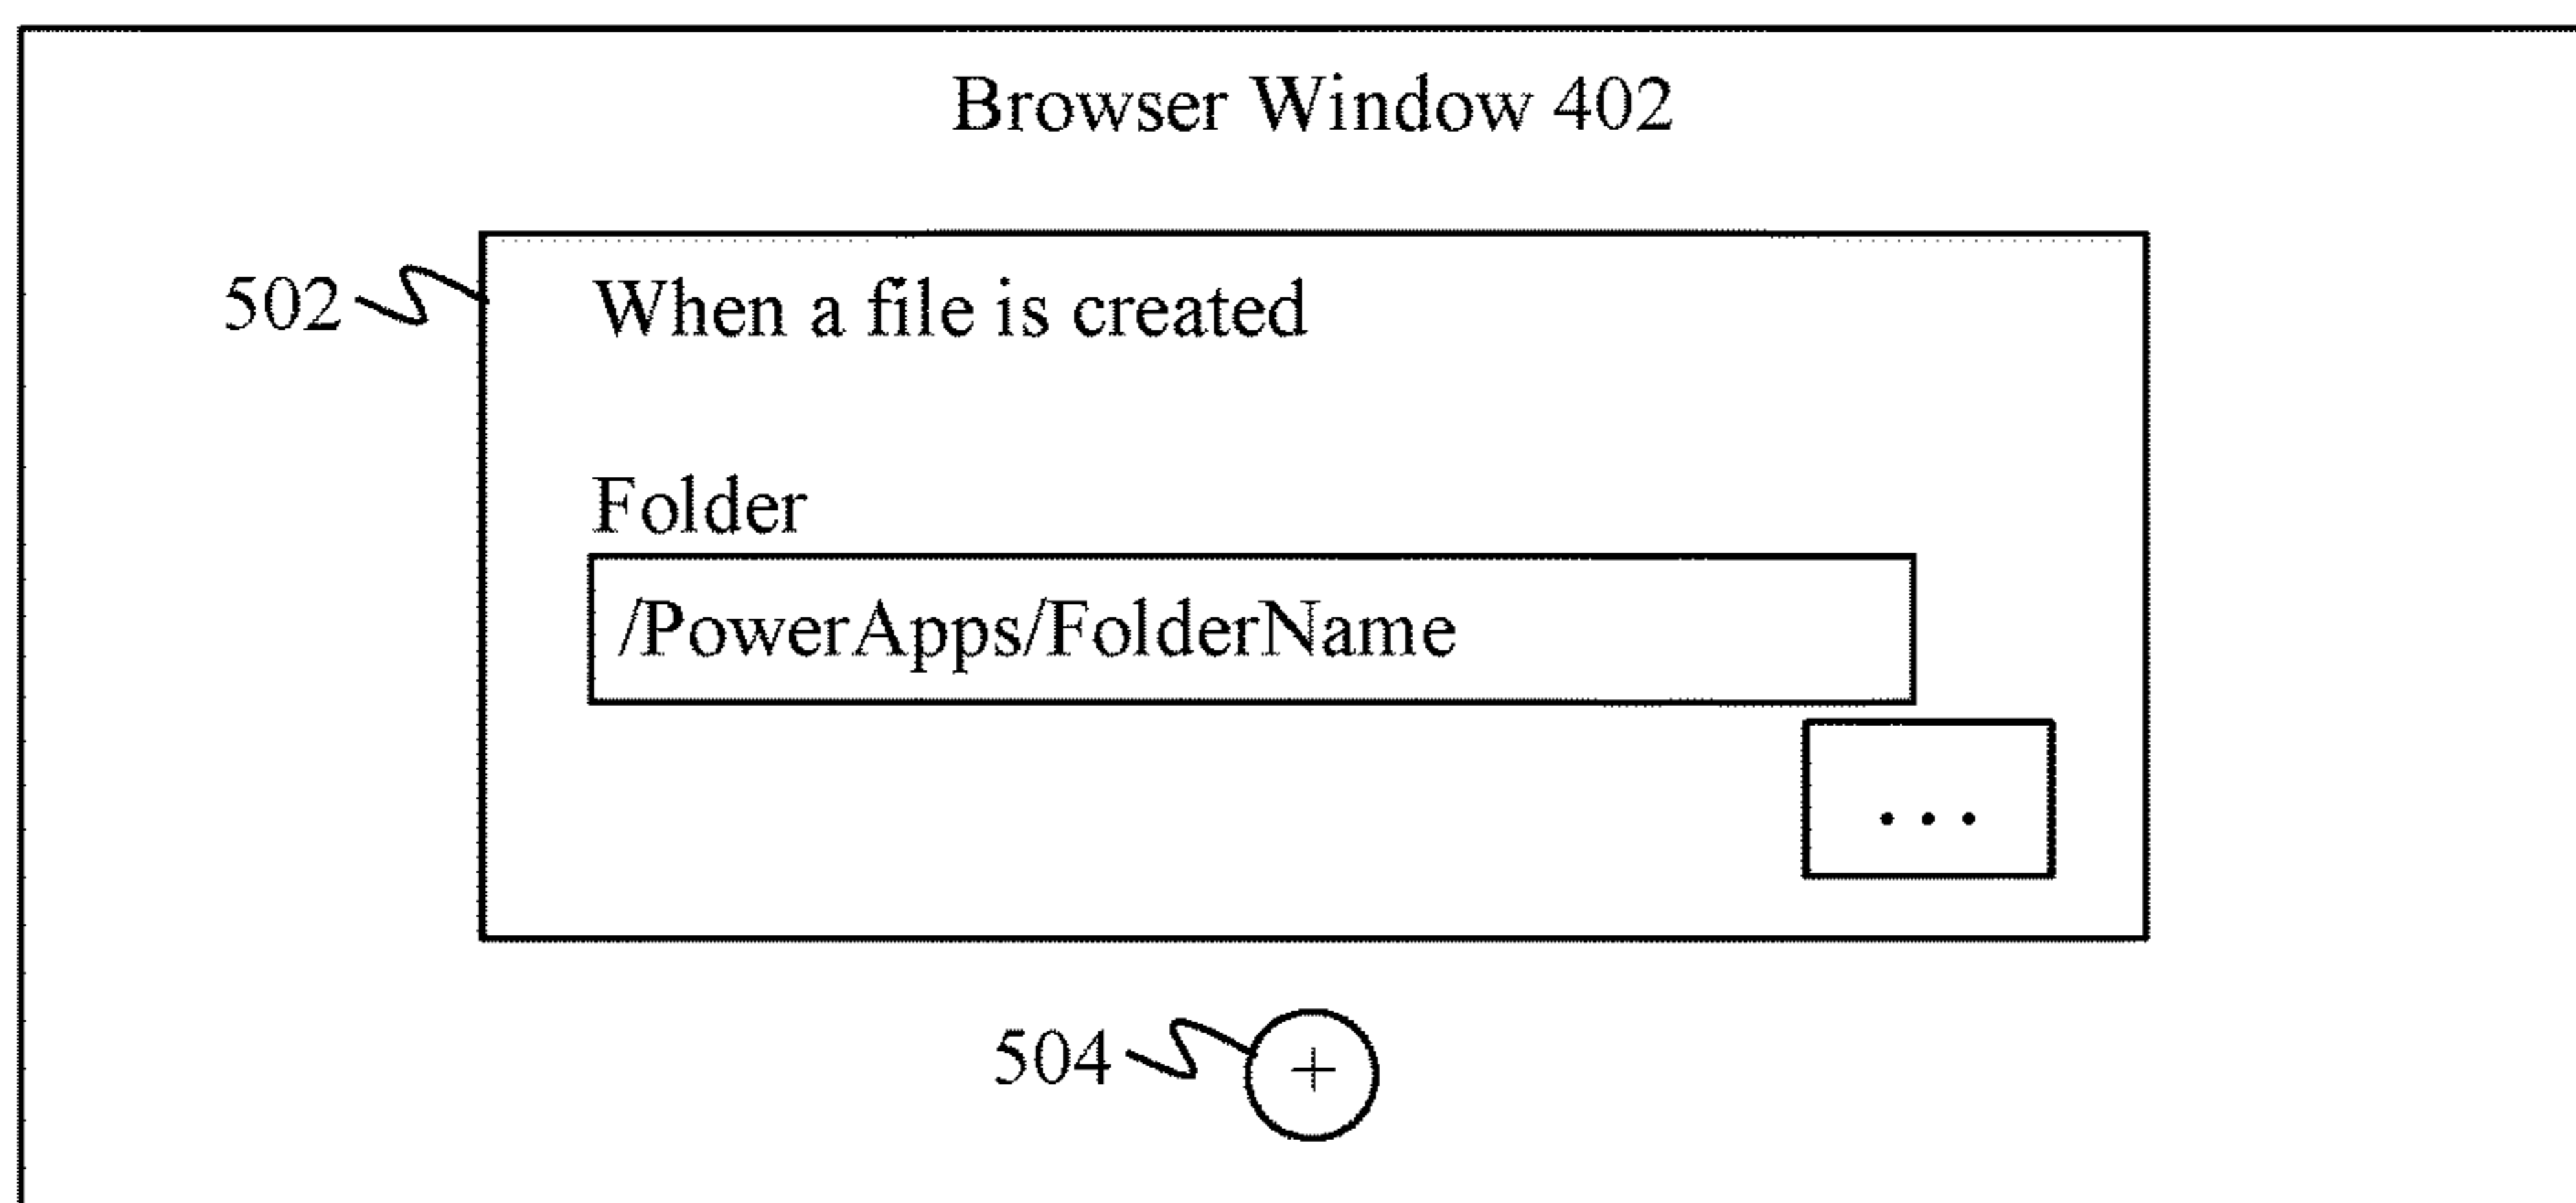 Browser Window 402
502
When a file is created
Folder
/PowerApps/FolderName
...
504
+